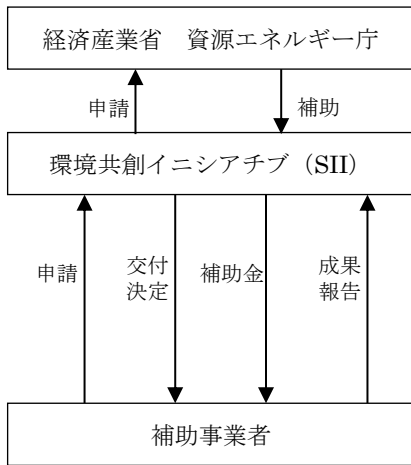 経済産業省　資源エネルギー庁
申請
補助
環境共創イニシアチブ（SII）
申請
交付
決定
補助金
成果
報告
補助事業者